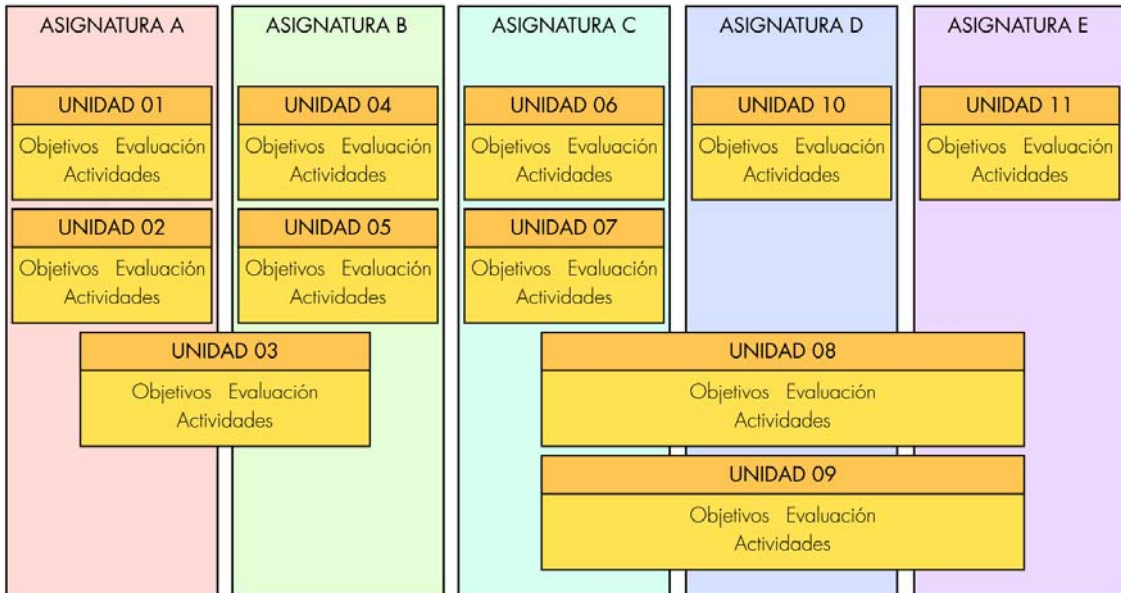 ASIGNATURA A
ASIGNATURA B
ASIGNATURA C
ASIGNATURA D
ASIGNATURA E
UNIDAD 01
Objetivos Evaluación
Actividades
UNIDAD 04
Objetivos Evaluación
Actividades
UNIDAD 06
Objetivos Evaluación
Actividades
UNIDAD 10
Objetivos Evaluación
Actividades
UNIDAD 11
Objetivos Evaluación
Actividades
UNIDAD 02
Objetivos Evaluación
Actividades
UNIDAD 05
Objetivos Evaluación
Actividades
UNIDAD 07
Objetivos Evaluación
Actividades
UNIDAD 03
Objetivos Evaluación
Actividades
UNIDAD 08
Objetivos Evaluación
Actividades
UNIDAD 09
Objetivos Evaluación
Actividades